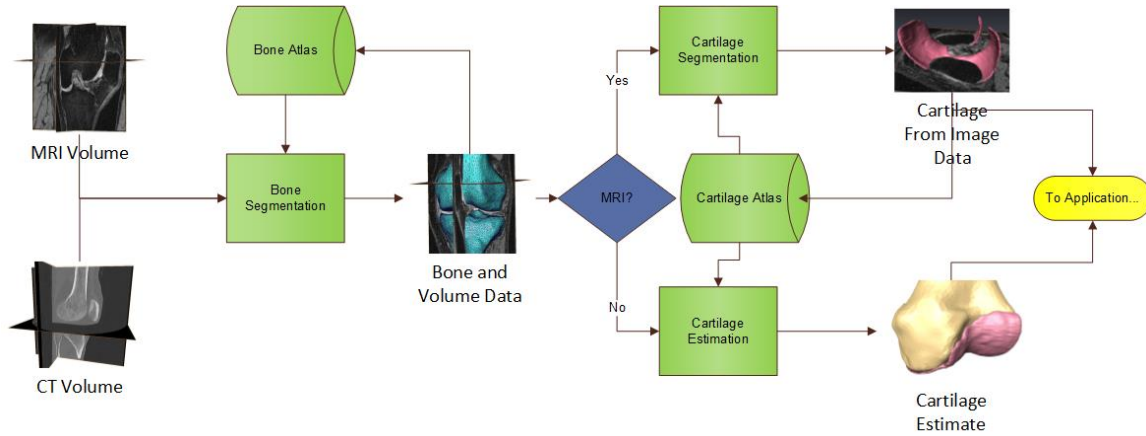 MRI Volume
Bone Atlas
Bone
Segmentation
CT Volume
Bone and
Volume Data
MRI?
Yes
No
Cartilage
Segmentation
Cartilage Atlas
Cartilage
Estimation
Cartilage
From Image
Data
To Application...
Cartilage
Estimate